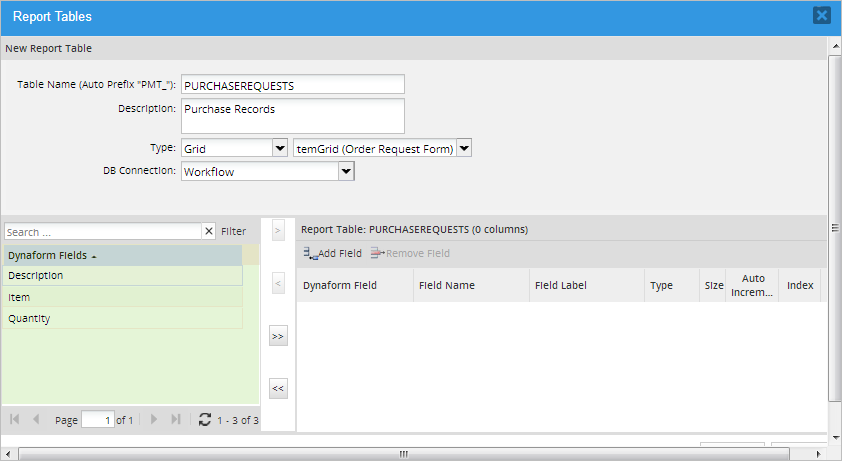 Report Tables
New Report Table
Table Name (Auto Prefix "PMT_"): PURCHASEREQUESTS
Description: Purchase Records
Type: Grid temGrid (Order Request Form)
DB Connection: Workflow
Search ... Filter
Dynaform Fields
Description
Item
Quantity
Page 1 of 1 1 - 3 of 3
>
<
>>
<<
Report Table: PURCHASEREQUESTS (0 columns)
Add Field Remove Field
Dynaform Field Field Name Field Label Type Size Auto Increm... Index